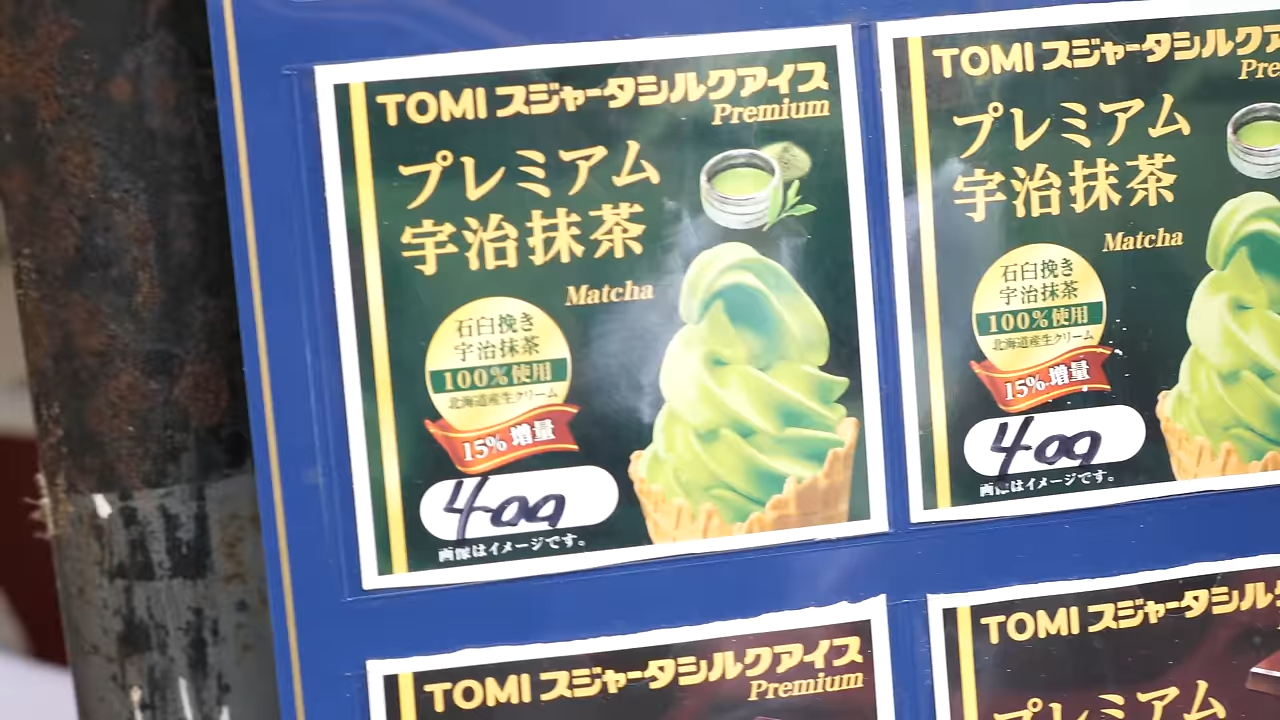 TOMI スジャータシルクアイス
Premium
プレミアム
宇治抹茶
Matcha
石臼挽き
宇治抹茶
100%使用
北海道産生クリーム
15% 増量
400
画像はイメージです。
TOMI スジャータシルクア
Pre
プレミアム
宇治抹茶
Matcha
石臼挽き
宇治抹茶
100%使用
北海道産生クリーム
15% 増量
400
画像はイメージです。
TOMI スジャータシルクアイス
Premium
TOMI スジャータシル
プレミアム